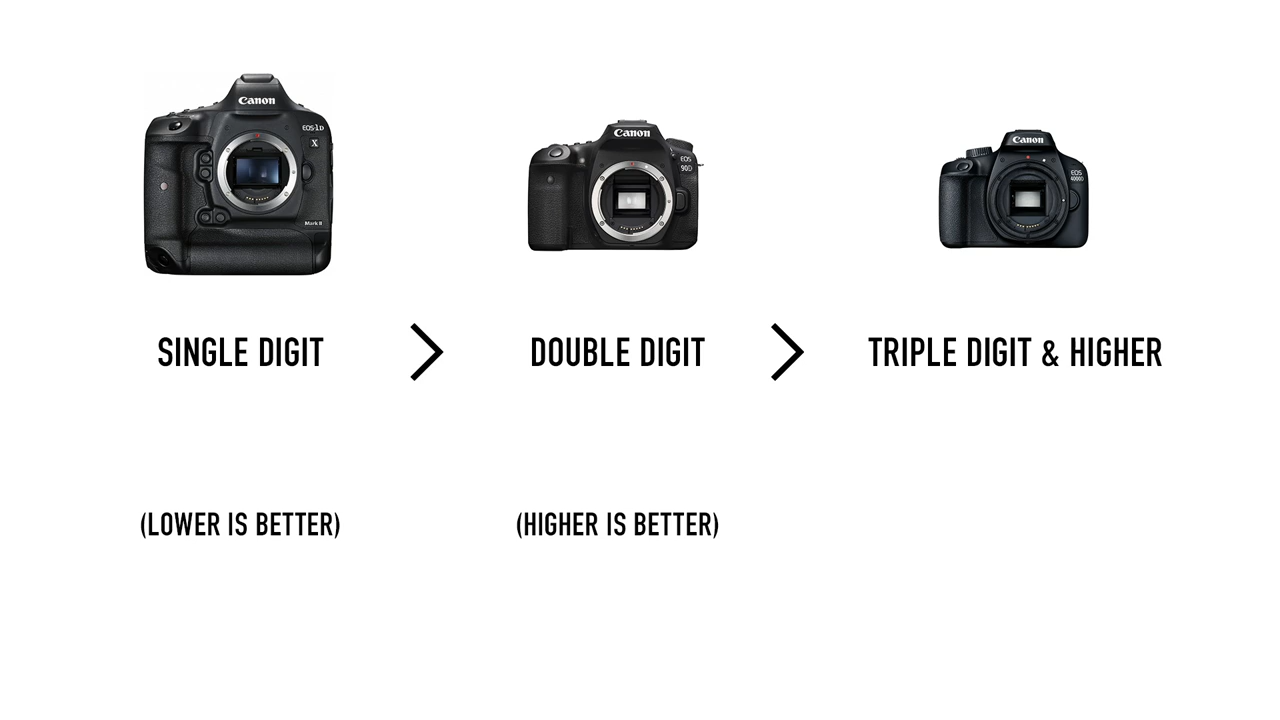 Canon
EOS-1D
X
Mark II
Canon
EOS
90D
Canon
EOS
4000D
SINGLE DIGIT > DOUBLE DIGIT > TRIPLE DIGIT & HIGHER
(LOWER IS BETTER) (HIGHER IS BETTER)